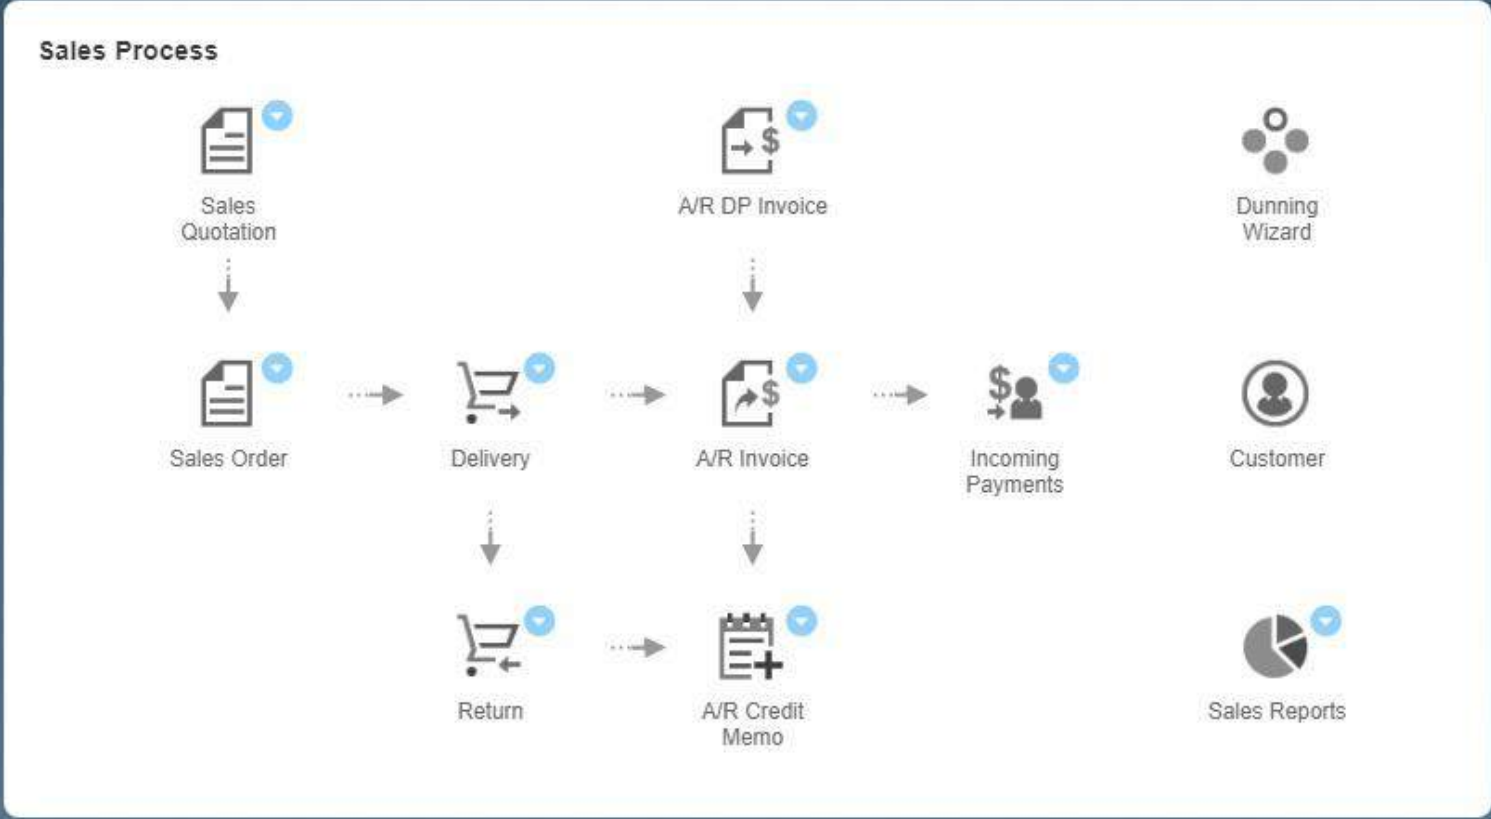 Sales Process
Sales
Quotation
A/R DP Invoice
Dunning
Wizard
Sales Order
Delivery
A/R Invoice
Incoming
Payments
Customer
Return
A/R Credit
Memo
Sales Reports